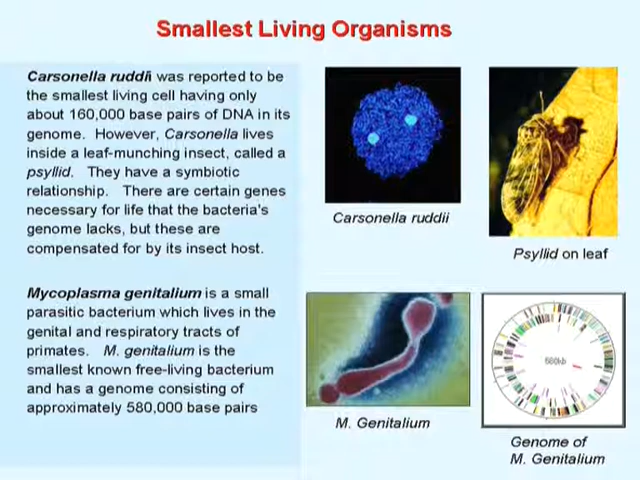 Smallest Living Organisms
Carsonella ruddii was reported to be
the smallest living cell having only
about 160,000 base pairs of DNA in its
genome. However, Carsonella lives
inside a leaf-munching insect, called a
psyllid. They have a symbiotic
relationship. There are certain genes
necessary for life that the bacteria's
genome lacks, but these are
compensated for by its insect host.
Carsonella ruddii
Psyllid on leaf
Mycoplasma genitalium is a small
parasitic bacterium which lives in the
genital and respiratory tracts of
primates. M. genitalium is the
smallest known free-living bacterium
and has a genome consisting of
approximately 580,000 base pairs
580kb
M. Genitalium
Genome of
M. Genitalium